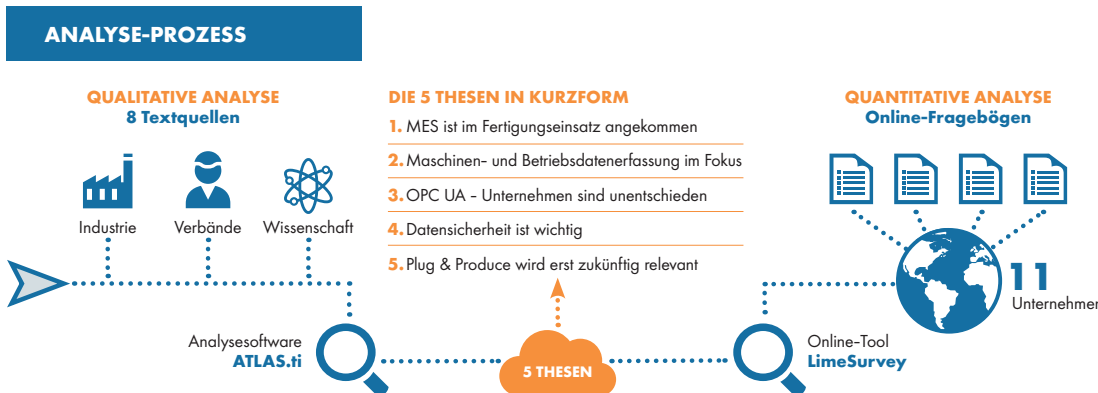 ANALYSE-PROZESS
QUALITATIVE ANALYSE
8 Textquellen
Industrie
Verbände
Wissenschaft
Analysesoftware
ATLAS.ti
DIE 5 THESEN IN KURZFORM
1. MES ist im Fertigungseinsatz angekommen
2. Maschinen- und Betriebsdatenerfassung im Fokus
3. OPC UA - Unternehmen sind unentschieden
4. Datensicherheit ist wichtig
5. Plug & Produce wird erst zukünftig relevant
5 THESEN
QUANTITATIVE ANALYSE
Online-Fragebögen
11
Unternehmen
Online-Tool
LimeSurvey